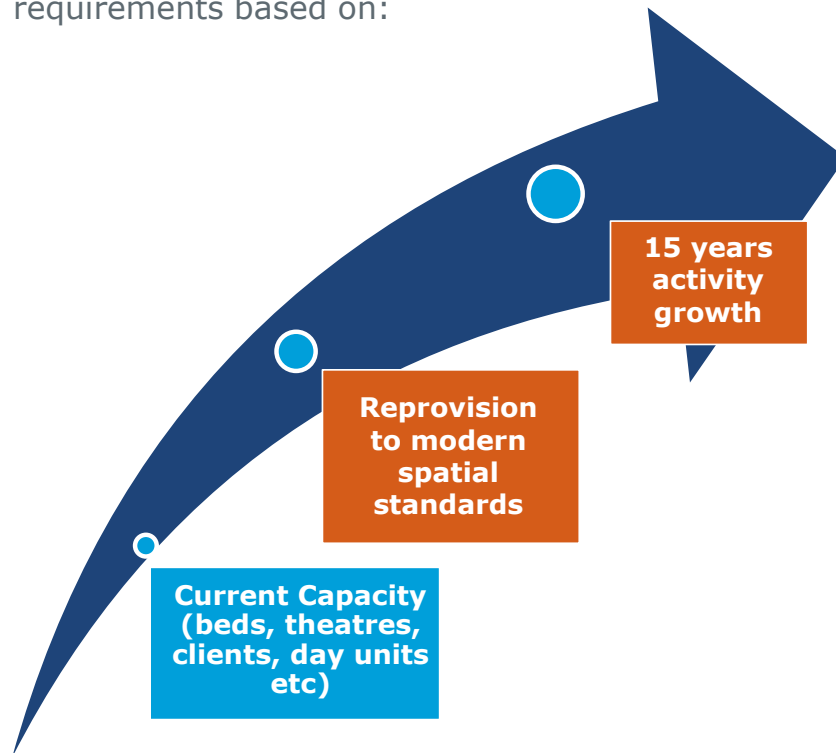 requirements based on:
15 years
activity
growth
Reprovision
to modern
spatial
standards
Current Capacity
(beds, theatres,
clients, day units
etc)